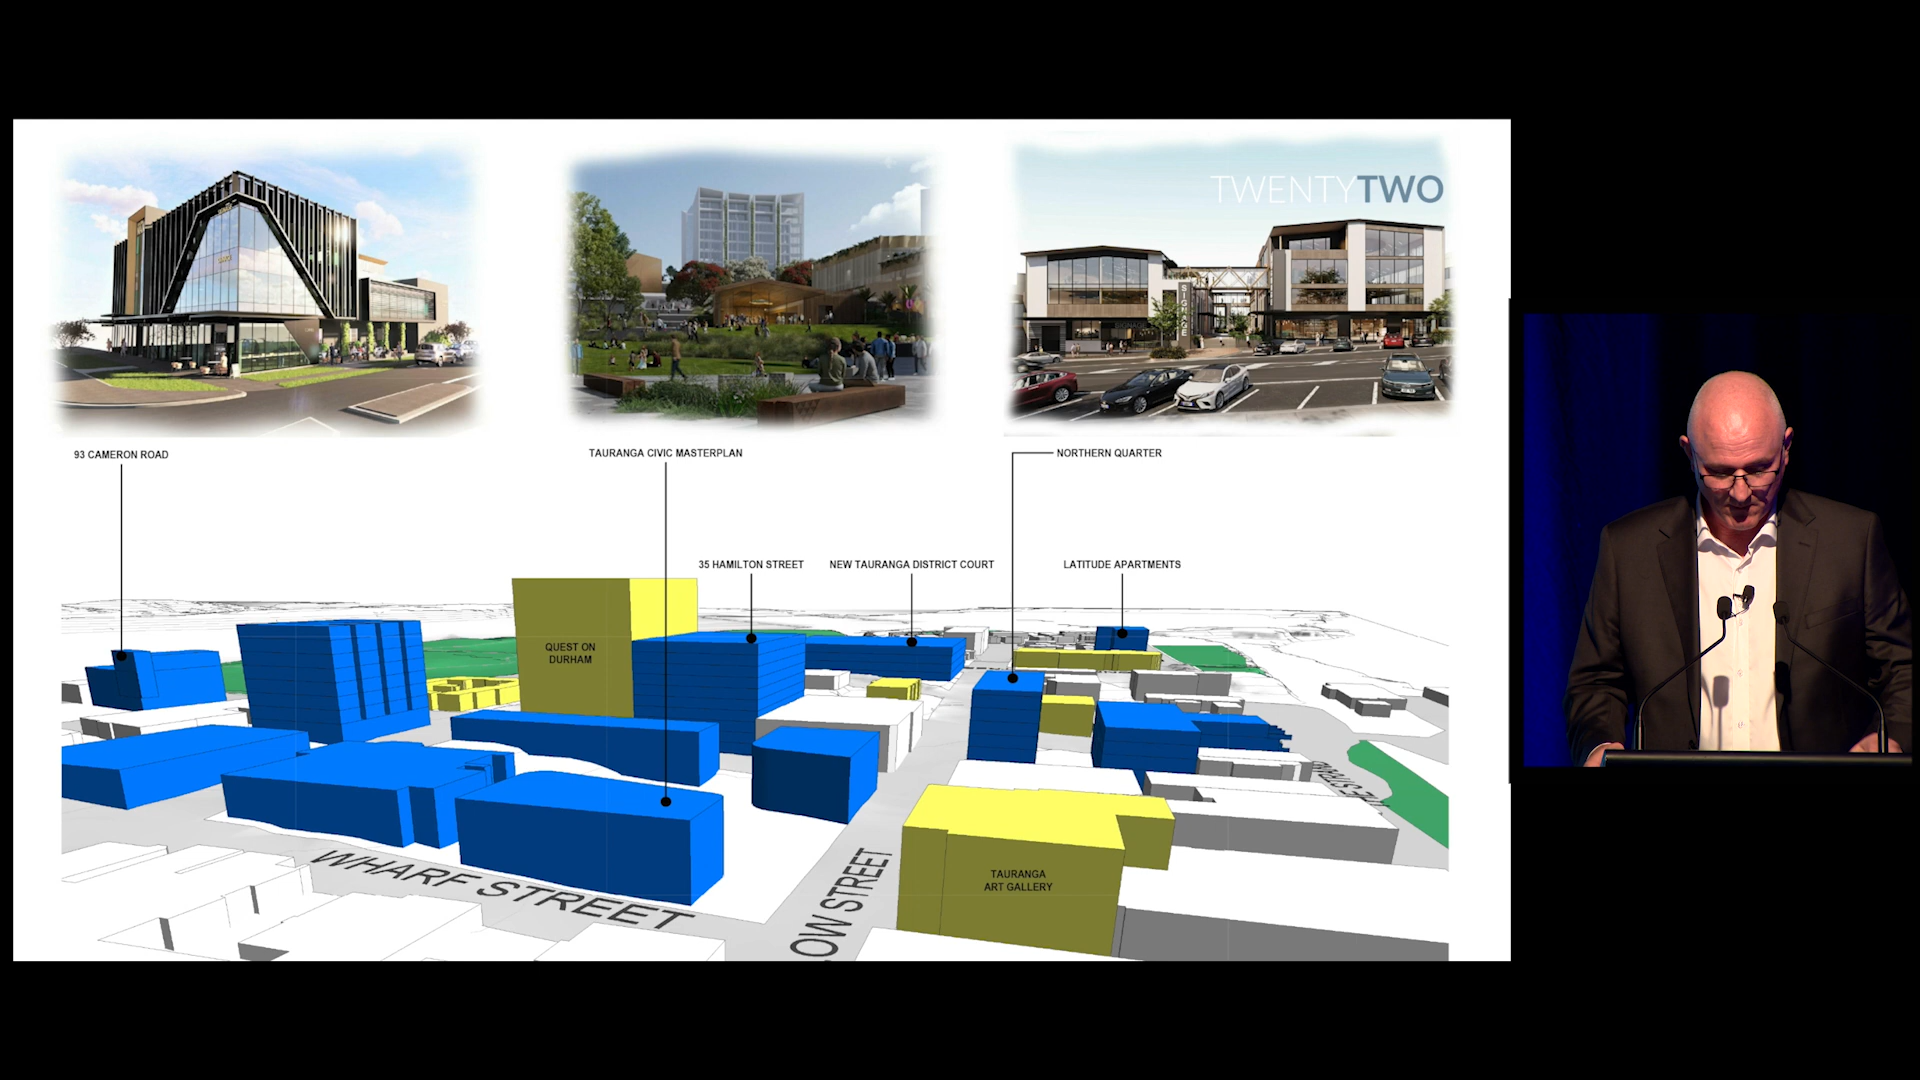 TWENTYTWO
SIGNAGE
93 CAMERON ROAD
TAURANGA CIVIC MASTERPLAN
NORTHERN QUARTER
35 HAMILTON STREET
NEW TAURANGA DISTRICT COURT
LATITUDE APARTMENTS
QUEST ON
DURHAM
WHARF STREET
OW STREET
TAURANGA
ART GALLERY